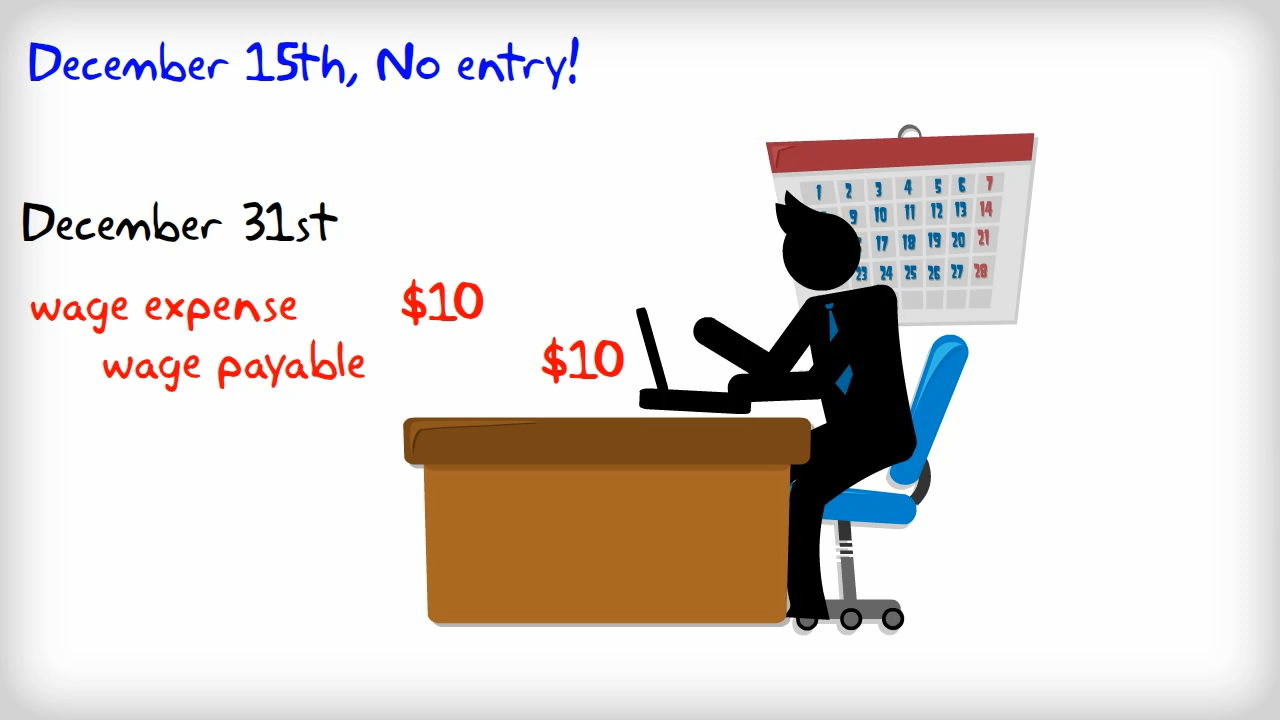 December 15th, No entry!
December 31st
wage expense $10
wage payable $10
1 2 3 4 5 6 7
9 10 11 12 13 14
17 18 19 20 21
23 24 25 26 27 28